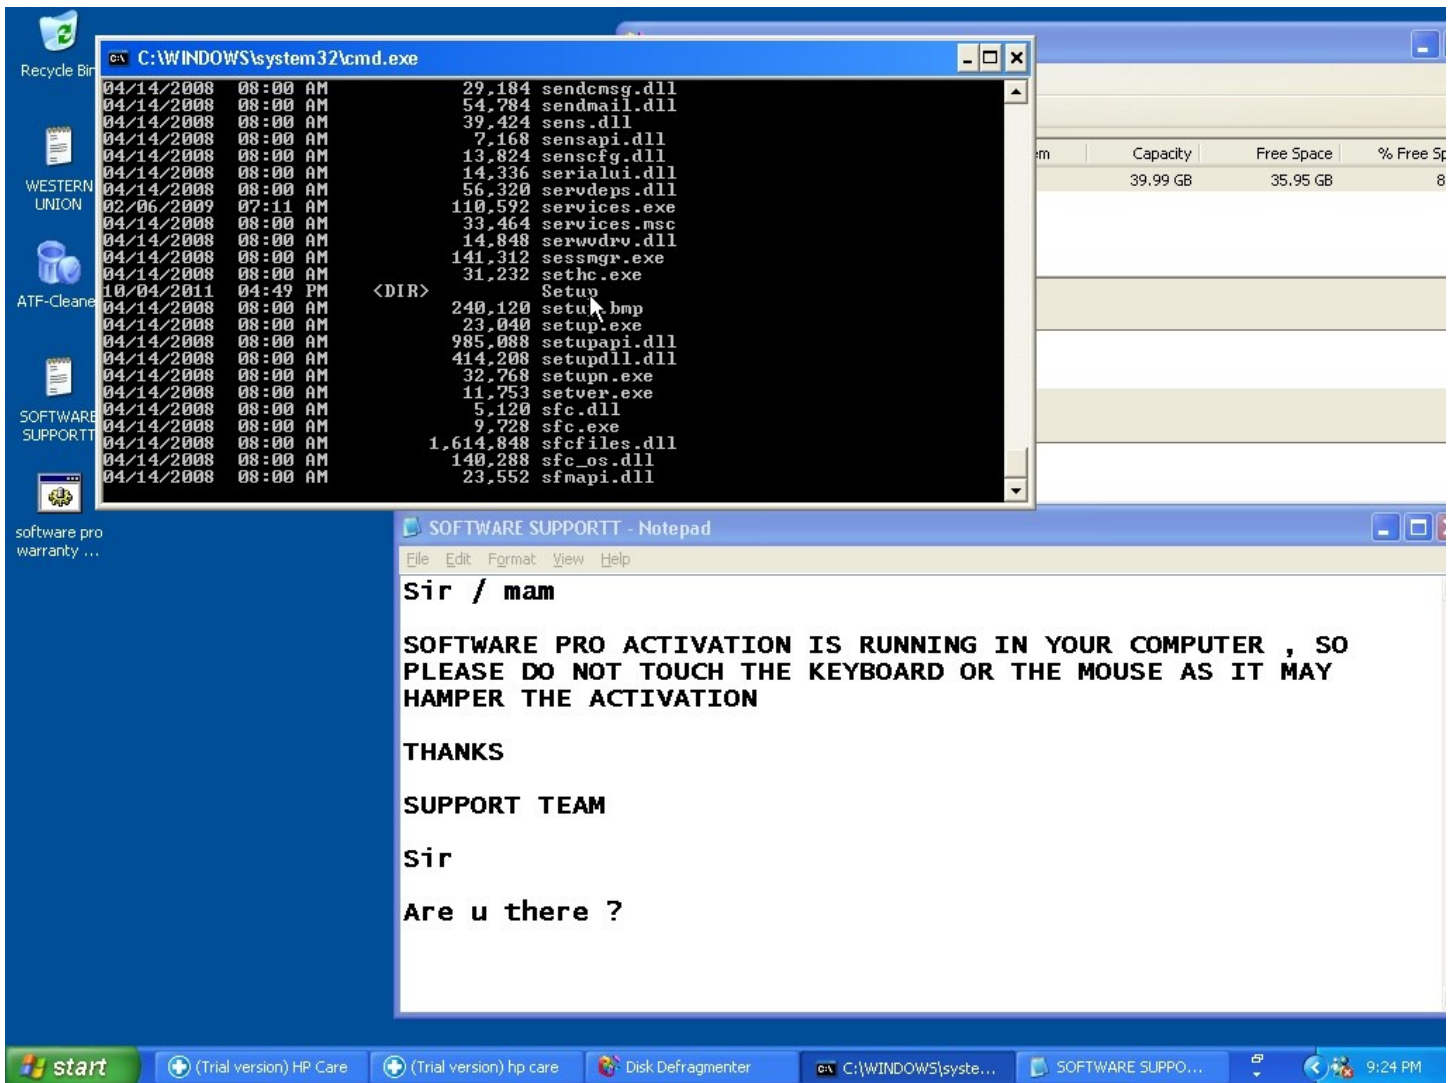 Recycle Bin
WESTERN
UNION
ATF-Cleane
SOFTWARE
SUPPORTT
software pro
warranty ...
C:\WINDOWS\system32\cmd.exe
04/14/2008 08:00 AM 29,184 sendcmsg.dll
04/14/2008 08:00 AM 54,784 sendmail.dll
04/14/2008 08:00 AM 39,424 sens.dll
04/14/2008 08:00 AM 7,168 sensapi.dll
04/14/2008 08:00 AM 13,824 senscfg.dll
04/14/2008 08:00 AM 14,336 serialui.dll
04/14/2008 08:00 AM 56,320 servdeps.dll
02/06/2009 07:11 AM 110,592 services.exe
04/14/2008 08:00 AM 33,464 services.msc
04/14/2008 08:00 AM 14,848 serwvdrv.dll
04/14/2008 08:00 AM 141,312 sessmgr.exe
04/14/2008 08:00 AM 31,232 sethc.exe
10/04/2011 04:49 PM <DIR> Setup
04/14/2008 08:00 AM 240,120 setup.bmp
04/14/2008 08:00 AM 23,040 setup.exe
04/14/2008 08:00 AM 985,088 setupapi.dll
04/14/2008 08:00 AM 414,208 setupdll.dll
04/14/2008 08:00 AM 32,768 setupn.exe
04/14/2008 08:00 AM 11,753 setver.exe
04/14/2008 08:00 AM 5,120 sfc.dll
04/14/2008 08:00 AM 9,728 sfc.exe
04/14/2008 08:00 AM 1,614,848 sfcfiles.dll
04/14/2008 08:00 AM 140,288 sfc_os.dll
04/14/2008 08:00 AM 23,552 sfmapi.dll
em Capacity Free Space % Free Sp
39.99 GB 35.95 GB 8
SOFTWARE SUPPORTT - Notepad
File Edit Format View Help
Sir / mam
SOFTWARE PRO ACTIVATION IS RUNNING IN YOUR COMPUTER , SO
PLEASE DO NOT TOUCH THE KEYBOARD OR THE MOUSE AS IT MAY
HAMPER THE ACTIVATION
THANKS
SUPPORT TEAM
Sir
Are u there ?
start (Trial version) HP Care (Trial version) hp care Disk Defragmenter C:\WINDOWS\syste... SOFTWARE SUPPO... 9:24 PM